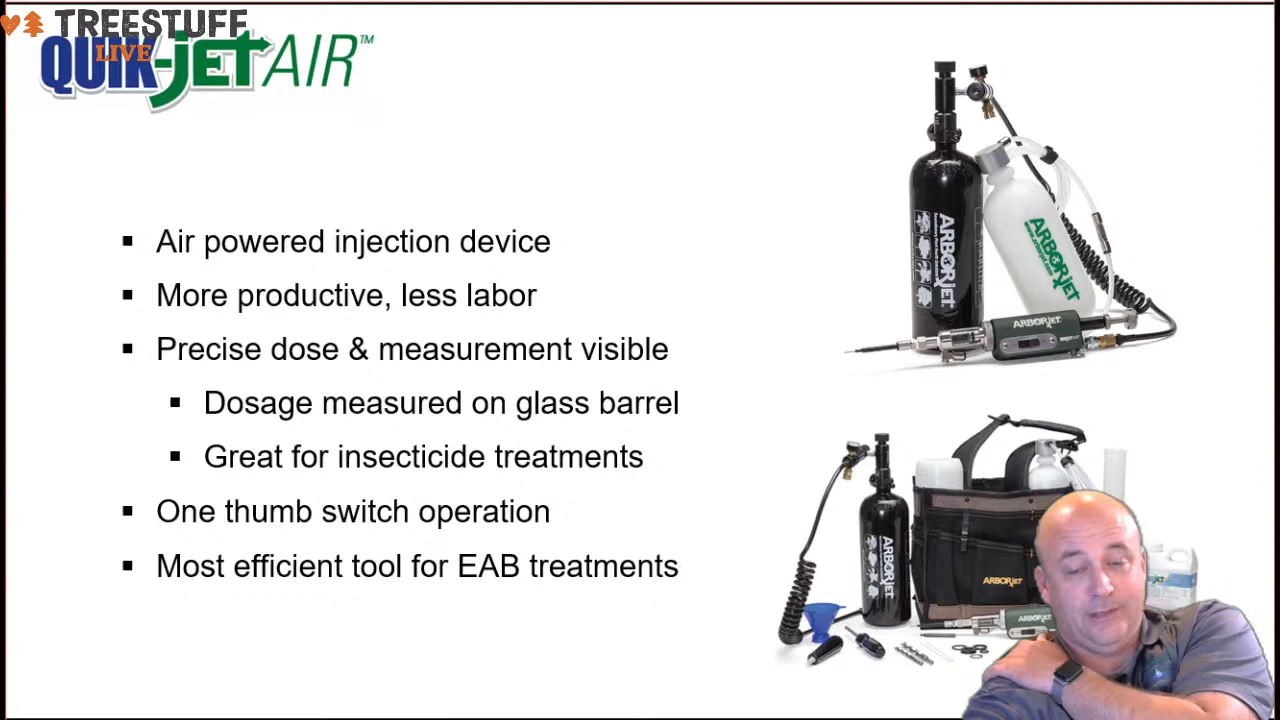 TREESTUFF
LIVE
QUIK-JET AIR™
▪ Air powered injection device
▪ More productive, less labor
▪ Precise dose & measurement visible
▪ Dosage measured on glass barrel
▪ Great for insecticide treatments
▪ One thumb switch operation
▪ Most efficient tool for EAB treatments
ARBORJET
ARBORJET
ARBORJET
ARBORJET
ARBORJET
ARBORJET